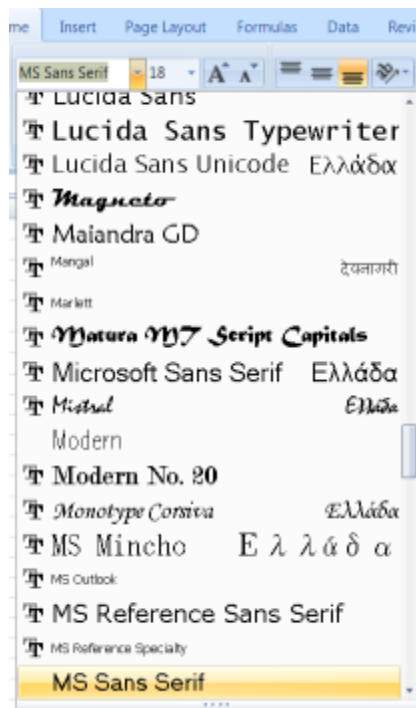 me Insert Page Layout Formulas Data Revi
MS Sans Serif 18 A A
Lucida Sans
Lucida Sans Typewriter
Lucida Sans Unicode Ελλάδα
Magneto
Maiandra GD
Mangal देवनागरी
Marlett
Matura MT Script Capitals
Microsoft Sans Serif Ελλάδα
Mistral Ελλάδα
Modern
Modern No. 20
Monotype Corsiva Ελλάδα
MS Mincho Ελλάδα
MS Outlook
MS Reference Sans Serif
MS Reference Specialty
MS Sans Serif